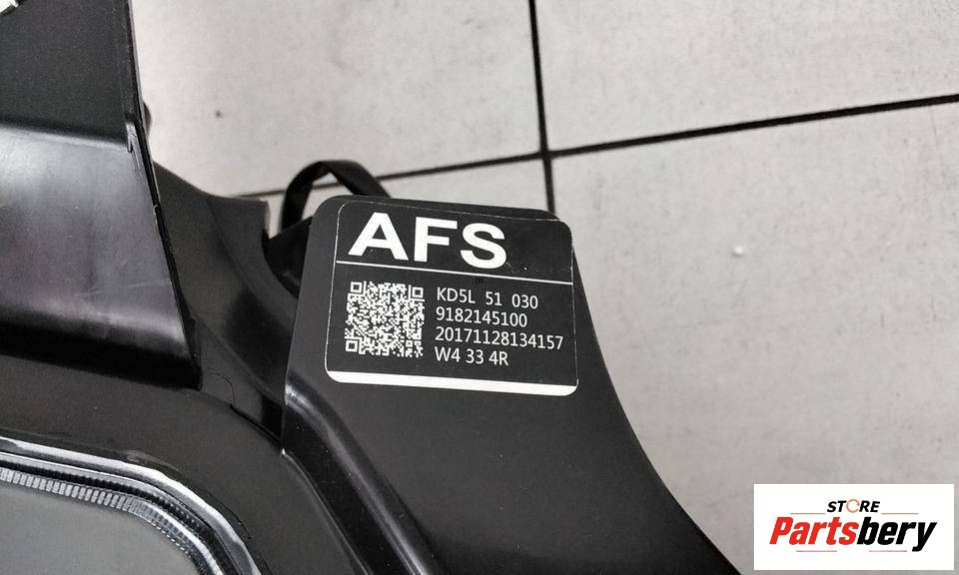 AFS
KD5L 51 030
9182145100
20171128134157
W4 33 4R
STORE
Partsbery